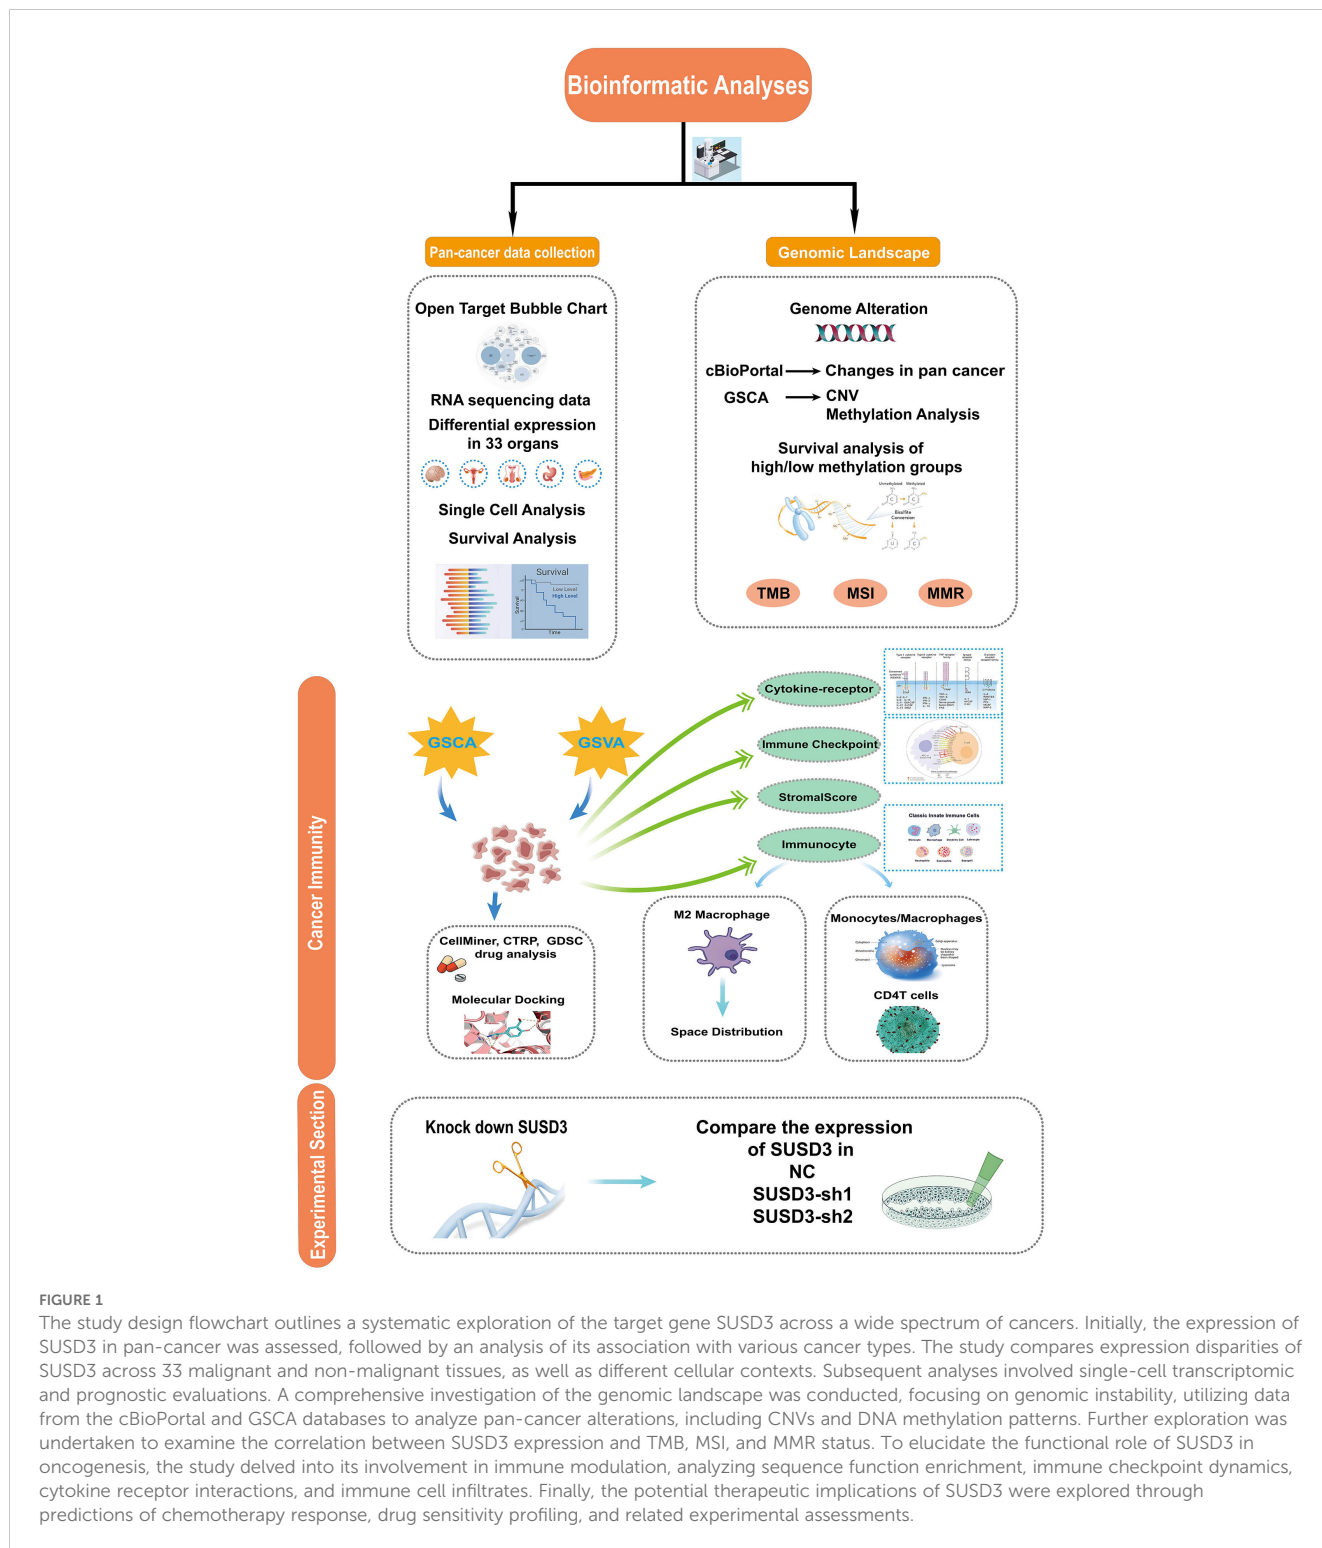 Bioinformatic Analyses
Pan-cancer data collection
Genomic Landscape
Open Target Bubble Chart
RNA sequencing data
Differential expression
in 33 organs
Single Cell Analysis
Survival Analysis
Survival
Low Level
High Level
Survival
Time
Genome Alteration
cBioPortal
Changes in pan cancer
GSCA
CNV
Methylation Analysis
Survival analysis of
high/low methylation groups
Unmethylated
Methylated
Bisulfite
Conversion
TMB
MSI
MMR
Cancer Immunity
GSCA
GSVA
Cytokine-receptor
Immune Checkpoint
StromalScore
Immunocyte
Classic Innate Immune Cells
CellMiner, CTRP, GDSC
drug analysis
Molecular Docking
M2 Macrophage
Space Distribution
Monocytes/Macrophages
CD4T cells
Experimental Section
Knock down SUSD3
Compare the expression
of SUSD3 in
NC
SUSD3-sh1
SUSD3-sh2
FIGURE 1
The study design flowchart outlines a systematic exploration of the target gene SUSD3 across a wide spectrum of cancers. Initially, the expression of
SUSD3 in pan-cancer was assessed, followed by an analysis of its association with various cancer types. The study compares expression disparities of
SUSD3 across 33 malignant and non-malignant tissues, as well as different cellular contexts. Subsequent analyses involved single-cell transcriptomic
and prognostic evaluations. A comprehensive investigation of the genomic landscape was conducted, focusing on genomic instability, utilizing data
from the cBioPortal and GSCA databases to analyze pan-cancer alterations, including CNVs and DNA methylation patterns. Further exploration was
undertaken to examine the correlation between SUSD3 expression and TMB, MSI, and MMR status. To elucidate the functional role of SUSD3 in
oncogenesis, the study delved into its involvement in immune modulation, analyzing sequence function enrichment, immune checkpoint dynamics,
cytokine receptor interactions, and immune cell infiltrates. Finally, the potential therapeutic implications of SUSD3 were explored through
predictions of chemotherapy response, drug sensitivity profiling, and related experimental assessments.